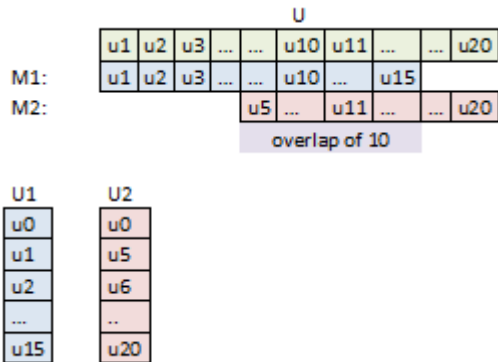 U
u1 u2 u3 ... ... u10 u11 ... ... u20
M1: u1 u2 u3 ... ... u10 ... u15
M2: u5 ... u11 ... ... u20
overlap of 10
U1 U2
u0 u0
u1 u5
u2 u6
... ..
u15 u20